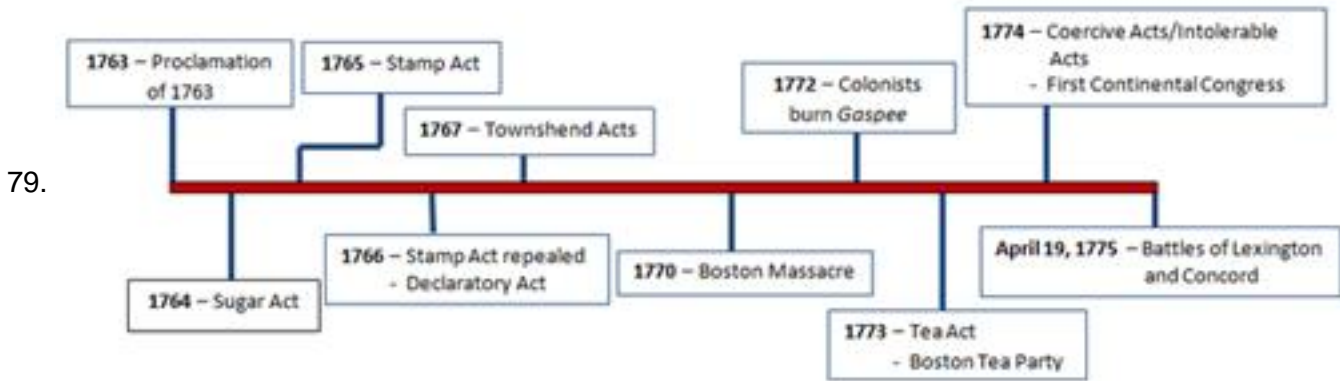 79.
1763 – Proclamation
of 1763
1765 – Stamp Act
1767 – Townshend Acts
1772 – Colonists
burn Gaspee
1774 – Coercive Acts/Intolerable
Acts
- First Continental Congress
1764 – Sugar Act
1766 – Stamp Act repealed
- Declaratory Act
1770 – Boston Massacre
1773 – Tea Act
- Boston Tea Party
April 19, 1775 – Battles of Lexington
and Concord